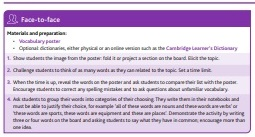 Face-to-face
Materials and preparation:
• Vocabulary poster
• Optional dictionaries, either physical or an online version such as the Cambridge Learner's Dictionary
1. Show students the image from the poster: fold it or project a section on the board. Elicit the topic.
2. Challenge students to think of as many words as they can related to the topic. Set a time limit.
3. When the time is up, reveal the words on the poster and ask students to compare their list with the poster.
Encourage students to correct any spelling mistakes and to ask questions about unfamiliar vocabulary.
4. Ask students to group their words into categories of their choosing. They write them in their notebooks and
must be able to justify their choice, for example 'all of these words are nouns and these words are verbs' or
'these words are sports, these words are equipment and these are places'. Demonstrate the activity by writing
three or four words on the board and asking students to say what they have in common; encourage more than
one idea.